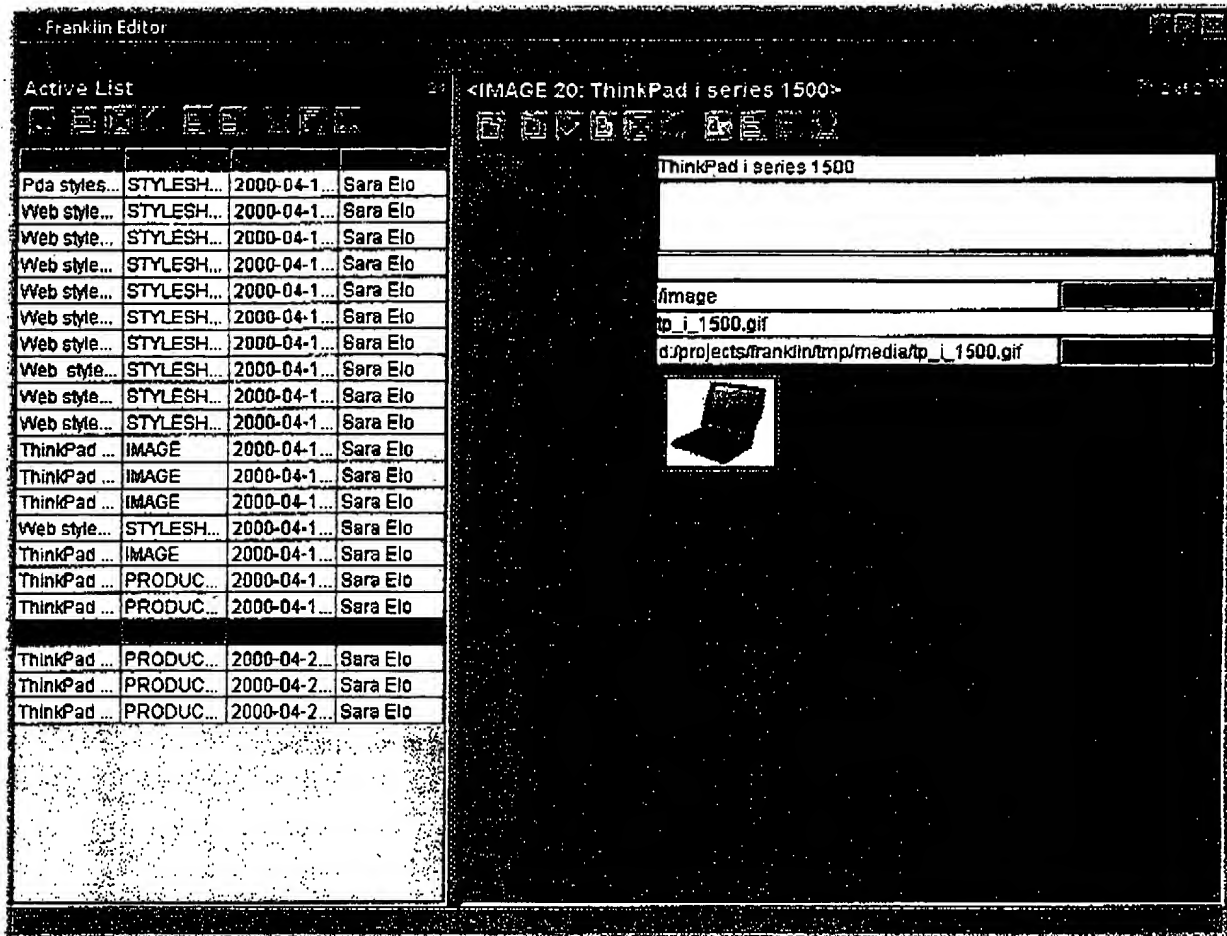 Franklin Editor
Active List 21
Pda styles... STYLESH... 2000-04-1... Sara Elo
Web style... STYLESH... 2000-04-1... Sara Elo
Web style... STYLESH... 2000-04-1... Sara Elo
Web style... STYLESH... 2000-04-1... Sara Elo
Web style... STYLESH... 2000-04-1... Sara Elo
Web style... STYLESH... 2000-04-1... Sara Elo
Web style... STYLESH... 2000-04-1... Sara Elo
Web style... STYLESH... 2000-04-1... Sara Elo
Web style... STYLESH... 2000-04-1... Sara Elo
Web style... STYLESH... 2000-04-1... Sara Elo
ThinkPad ... IMAGE 2000-04-1... Sara Elo
ThinkPad ... IMAGE 2000-04-1... Sara Elo
ThinkPad ... IMAGE 2000-04-1... Sara Elo
Web style... STYLESH... 2000-04-1... Sara Elo
ThinkPad ... IMAGE 2000-04-1... Sara Elo
ThinkPad ... PRODUC... 2000-04-1... Sara Elo
ThinkPad ... PRODUC... 2000-04-1... Sara Elo
ThinkPad ... PRODUC... 2000-04-2... Sara Elo
ThinkPad ... PRODUC... 2000-04-2... Sara Elo
ThinkPad ... PRODUC... 2000-04-2... Sara Elo
<IMAGE 20: ThinkPad i series 1500> 2 of 2
ThinkPad i series 1500
/image
tp_i_1500.gif
d:/projects/franklin/tmp/media/tp_i_1500.gif